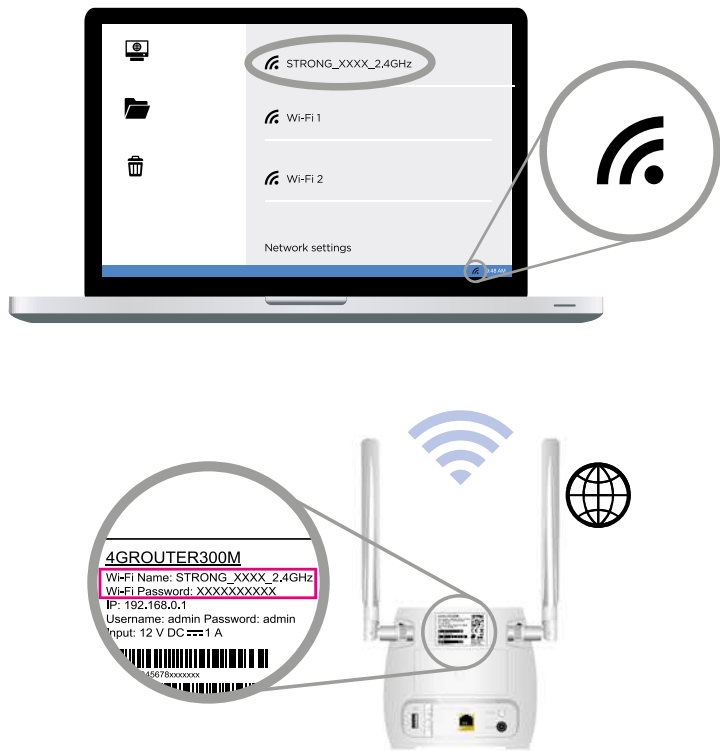 STRONG_XXXX_2.4GHz
Wi-Fi 1
Wi-Fi 2
Network settings
4GROUTER300M
Wi-Fi Name: STRONG_XXXX_2.4GHz
Wi-Fi Password: XXXXXXXXXX
IP: 192.168.0.1
Username: admin Password: admin
Input: 12 V DC ⎓ 1 A
45678xxxxxxx